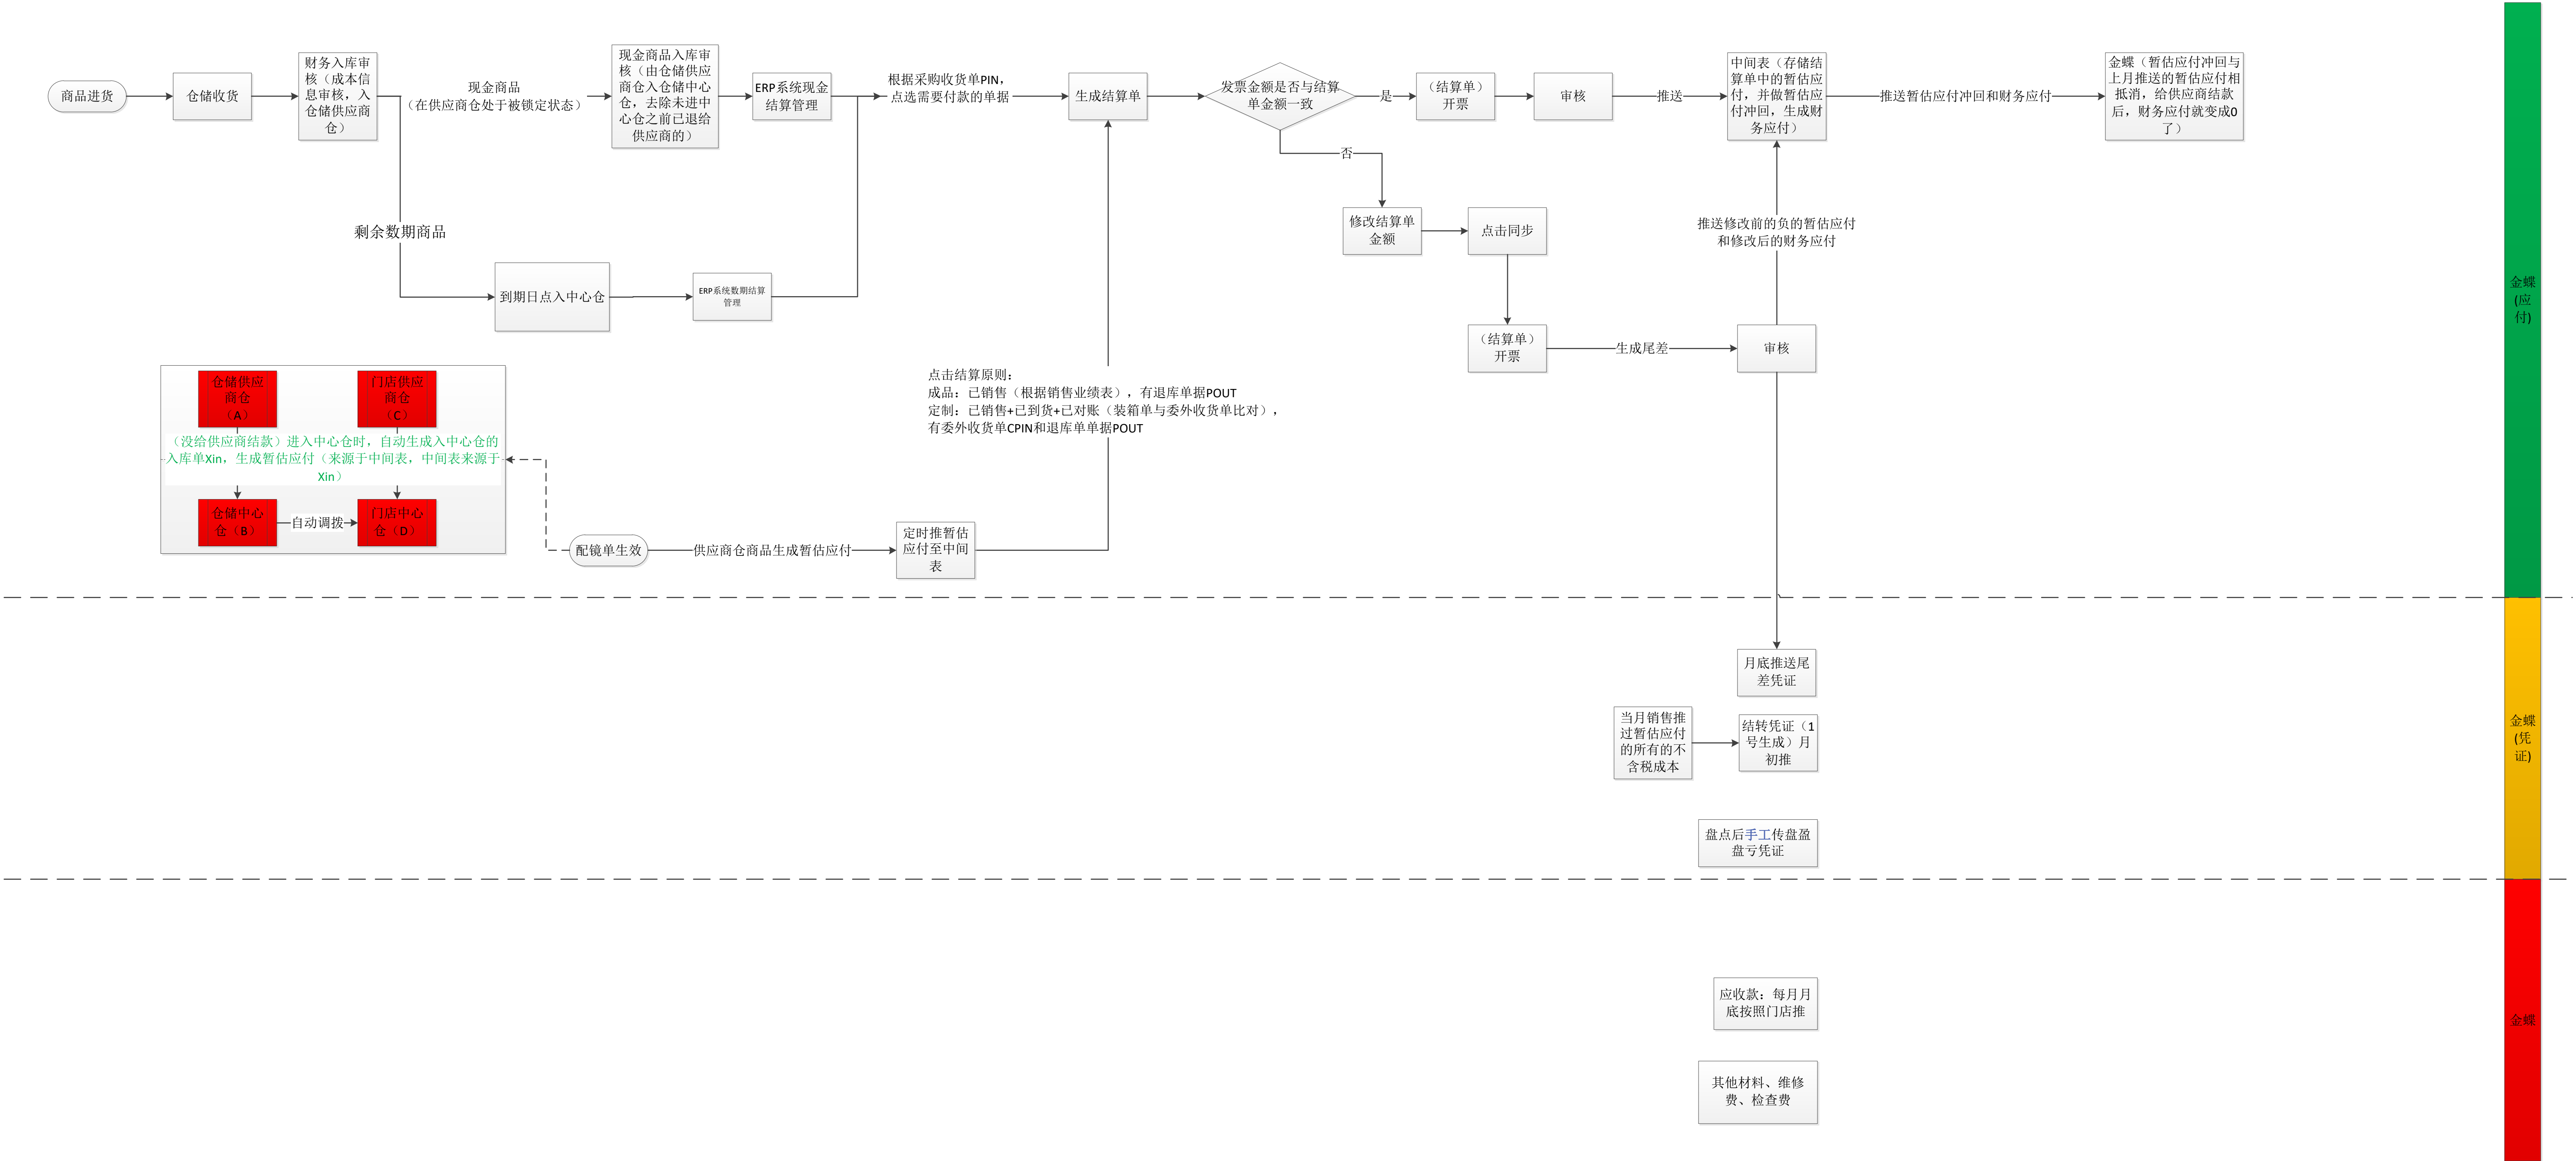 商品进货
仓储收货
财务入库审
核（成本信
息审核，入
仓储供应商
仓）
现金商品
（在供应商仓处于被锁定状态）
现金商品入库审
核（由仓储供应
商仓入仓储中心
仓，去除未进中
心仓之前已退给
供应商的）
ERP系统现金
结算管理
根据采购收货单PIN，
点选需要付款的单据
生成结算单
发票金额是否与结算
单金额一致
是
（结算单）
开票
审核
推送
中间表（存储结
算单中的暂估应
付，并做暂估应
付冲回，生成财
务应付）
推送暂估应付冲回和财务应付
金蝶（暂估应付冲回与
上月推送的暂估应付相
抵消，给供应商结款
后，财务应付就变成0
了）
否
修改结算单
金额
点击同步
推送修改前的负的暂估应付
和修改后的财务应付
剩余数期商品
到期日点入中心仓
ERP系统数期结算
管理
（结算单）
开票
生成尾差
审核
金蝶
(应
付)
仓储供应
商仓
（A）
门店供应
商仓
（C）
（没给供应商结款）进入中心仓时，自动生成入中心仓的
入库单Xin，生成暂估应付（来源于中间表，中间表来源于
Xin）
仓储中心
仓（B）
自动调拨
门店中心
仓（D）
点击结算原则：
成品：已销售（根据销售业绩表），有退库单据POUT
定制：已销售+已到货+已对账（装箱单与委外收货单比对），
有委外收货单CPIN和退库单单据POUT
配镜单生效
供应商仓商品生成暂估应付
定时推暂估
应付至中间
表
月底推送尾
差凭证
当月销售推
过暂估应付
的所有的不
含税成本
结转凭证（1
号生成）月
初推
盘点后手工传盘盈
盘亏凭证
金蝶
(凭
证)
应收款：每月月
底按照门店推
其他材料、维修
费、检查费
金蝶